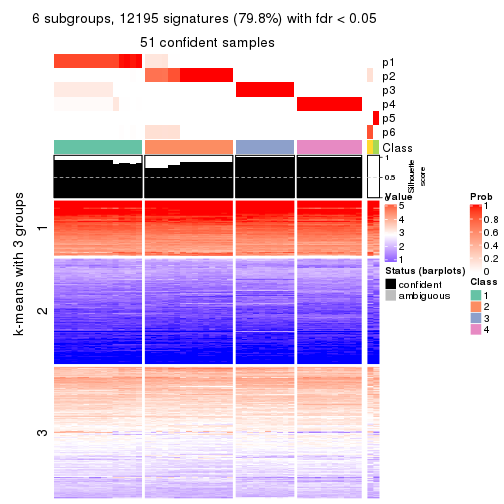 6 subgroups, 12195 signatures (79.8%) with fdr < 0.05
51 confident samples
p1
p2
p3
p4
p5
p6
Class
1
0.5
0
Silhouette
score
k-means with 3 groups
1
2
3
Value
5
4
3
2
1
Status (barplots)
confident
ambiguous
Prob
1
0.8
0.6
0.4
0.2
0
Class
1
2
3
4